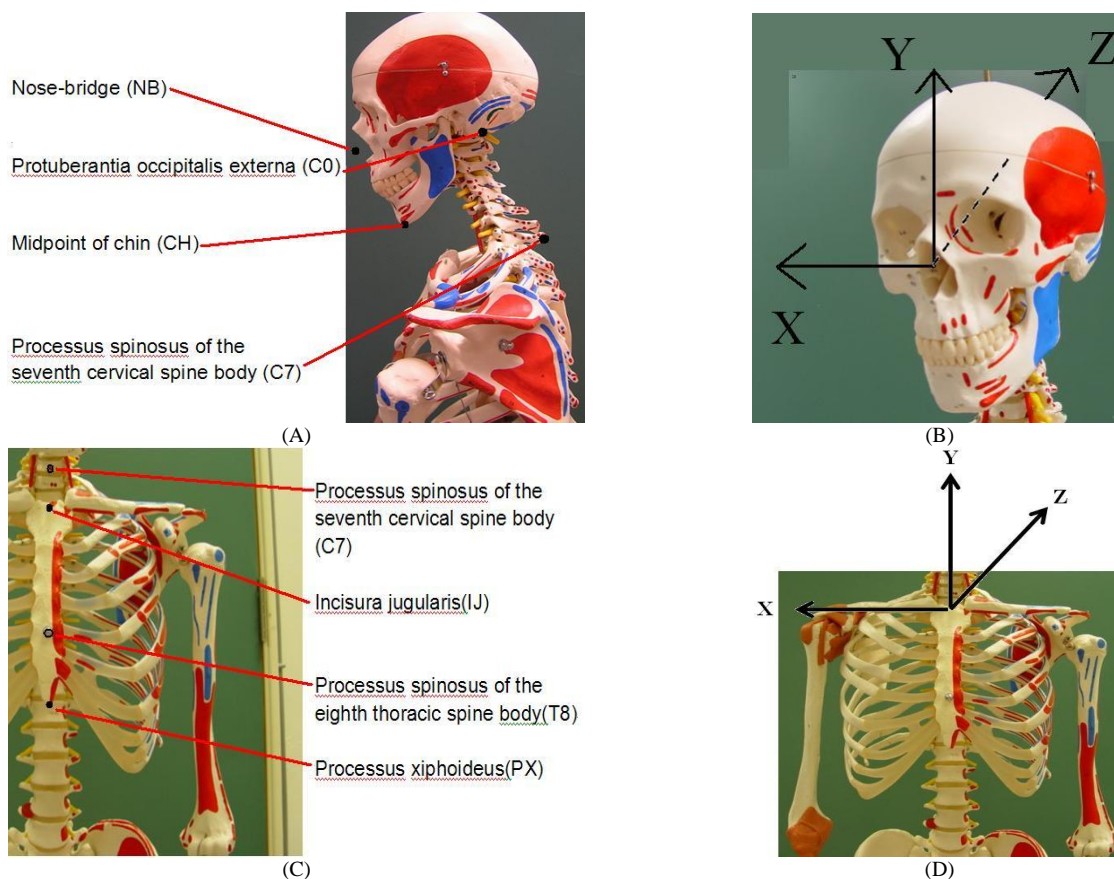 Nose-bridge (NB)
Protuberantia occipitalis externa (C0)
Midpoint of chin (CH)
Processus spinosus of the
seventh cervical spine body (C7)
(A)
Y
Z
X
(B)
Processus spinosus of the
seventh cervical spine body
(C7)
Incisura jugularis(IJ)
Processus spinosus of the
eighth thoracic spine body(T8)
Processus xiphoideus(PX)
(C)
Y
Z
X
(D)